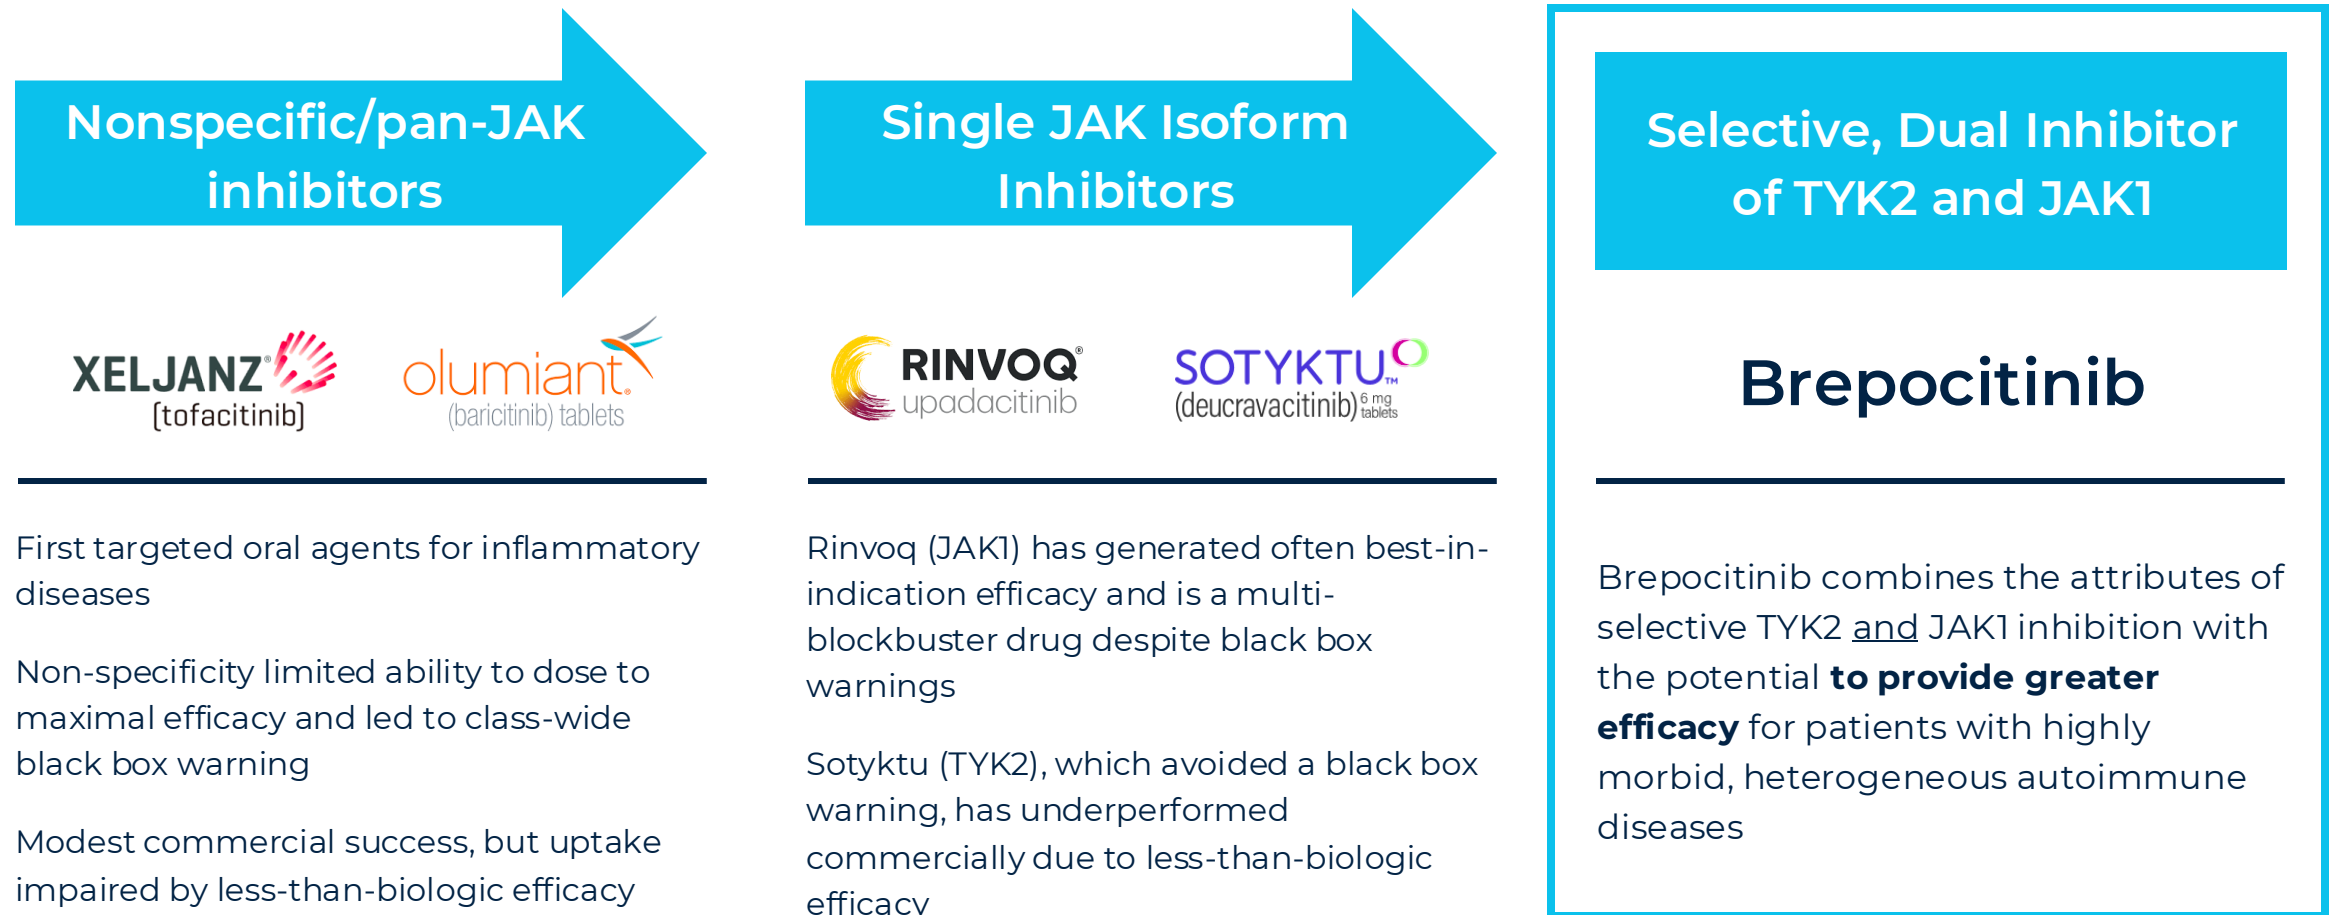 Nonspecific/pan-JAK
inhibitors
XELJANZ®
(tofacitinib)
olumiant®
(baricitinib) tablets
First targeted oral agents for inflammatory
diseases
Non-specificity limited ability to dose to
maximal efficacy and led to class-wide
black box warning
Modest commercial success, but uptake
impaired by less-than-biologic efficacy
Single JAK Isoform
Inhibitors
RINVOQ®
upadacitinib
SOTYKTU™
(deucravacitinib) 6 mg
tablets
Rinvoq (JAK1) has generated often best-in-
indication efficacy and is a multi-
blockbuster drug despite black box
warnings
Sotyktu (TYK2), which avoided a black box
warning, has underperformed
commercially due to less-than-biologic
efficacy
Selective, Dual Inhibitor
of TYK2 and JAK1
Brepocitinib
Brepocitinib combines the attributes of
selective TYK2 and JAK1 inhibition with
the potential to provide greater
efficacy for patients with highly
morbid, heterogeneous autoimmune
diseases